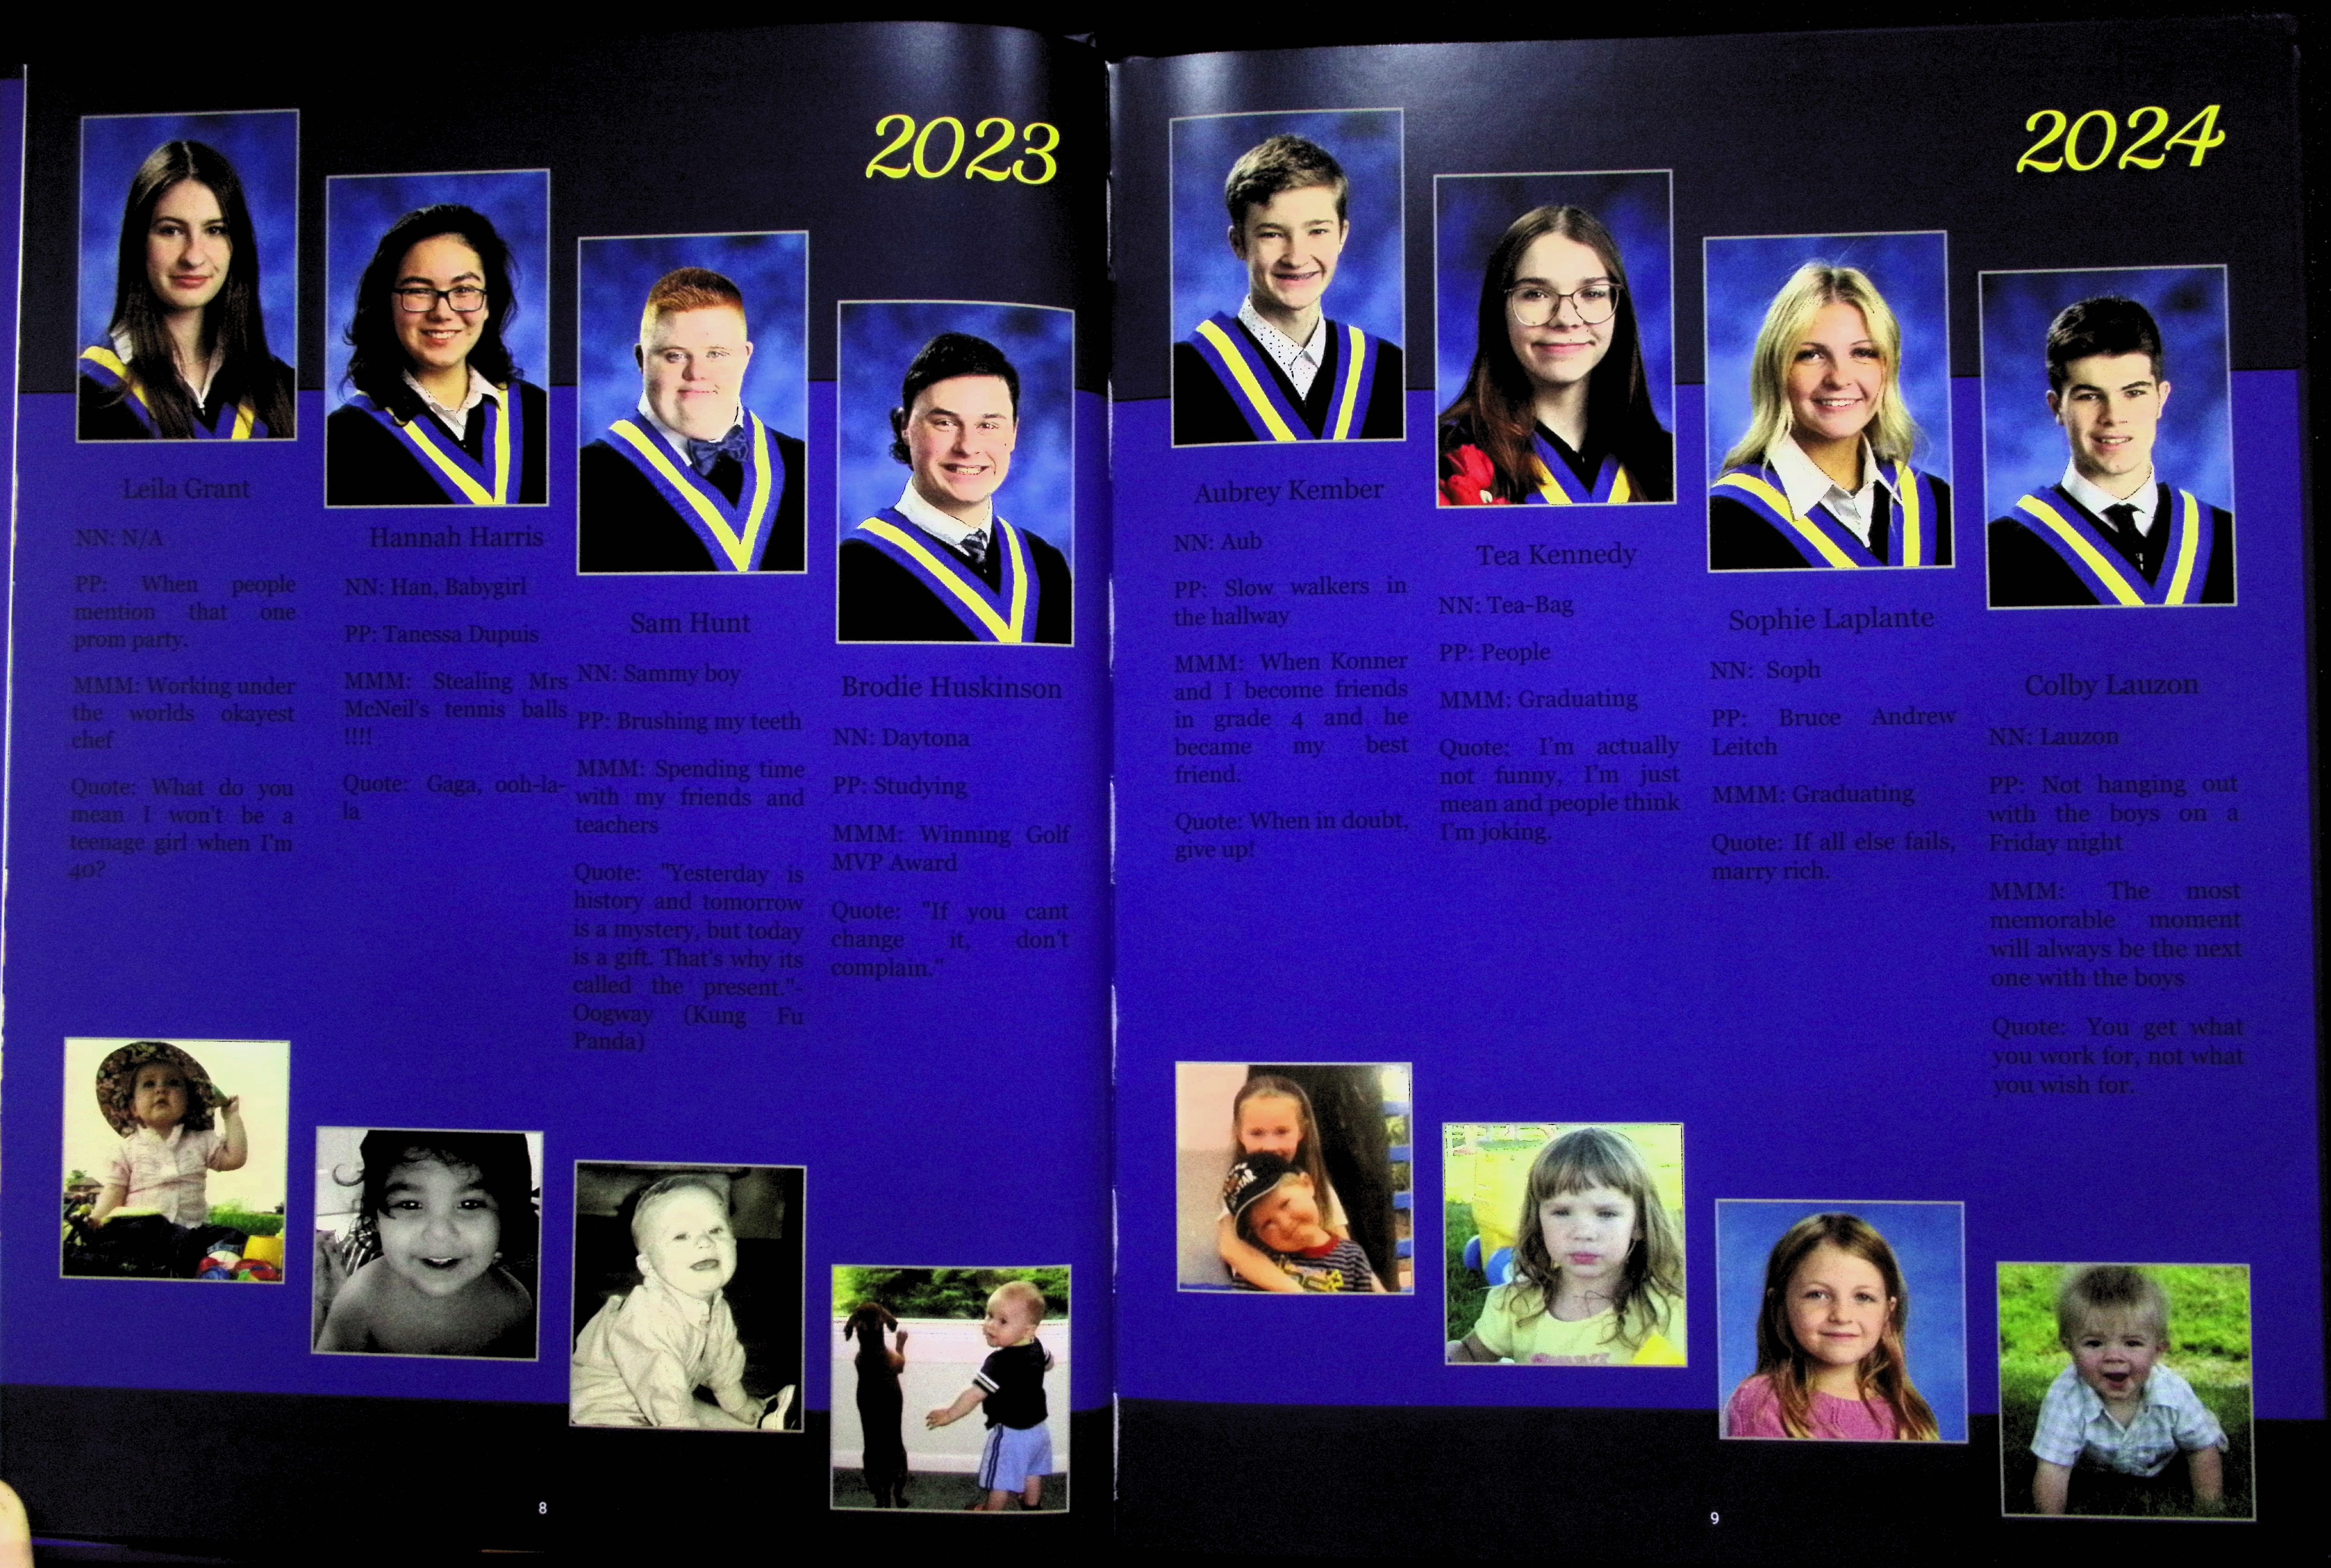 2023
Leila Grant
NN: N/A
PP: When people
mention that one
prom party.
MMM: Working under
the worlds okayest
chef
Quote: What do you
mean I won't be a
teenage girl when I'm
40?
Hannah Harris
NN: Han, Babygirl
PP: Tanessa Dupuis
MMM: Stealing Mrs
McNeil's tennis balls
!!!!
Quote: Gaga, ooh-la-
la
Sam Hunt
NN: Sammy boy
PP: Brushing my teeth
MMM: Spending time
with my friends and
teachers
Quote: "Yesterday is
history and tomorrow
is a mystery, but today
is a gift. That's why its
called the present."-
Oogway (Kung Fu
Panda)
Brodie Huskinson
NN: Daytona
PP: Studying
MMM: Winning Golf
MVP Award
Quote: "If you cant
change it, don't
complain."
8
2024
Aubrey Kember
NN: Aub
PP: Slow walkers in
the hallway
MMM: When Konner
and I become friends
in grade 4 and he
became my best
friend.
Quote: When in doubt,
give up!
Tea Kennedy
NN: Tea-Bag
PP: People
MMM: Graduating
Quote: I'm actually
not funny, I'm just
mean and people think
I'm joking.
Sophie Laplante
NN: Soph
PP: Bruce Andrew
Leitch
MMM: Graduating
Quote: If all else fails,
marry rich.
Colby Lauzon
NN: Lauzon
PP: Not hanging out
with the boys on a
Friday night
MMM: The most
memorable moment
will always be the next
one with the boys
Quote: You get what
you work for, not what
you wish for.
9